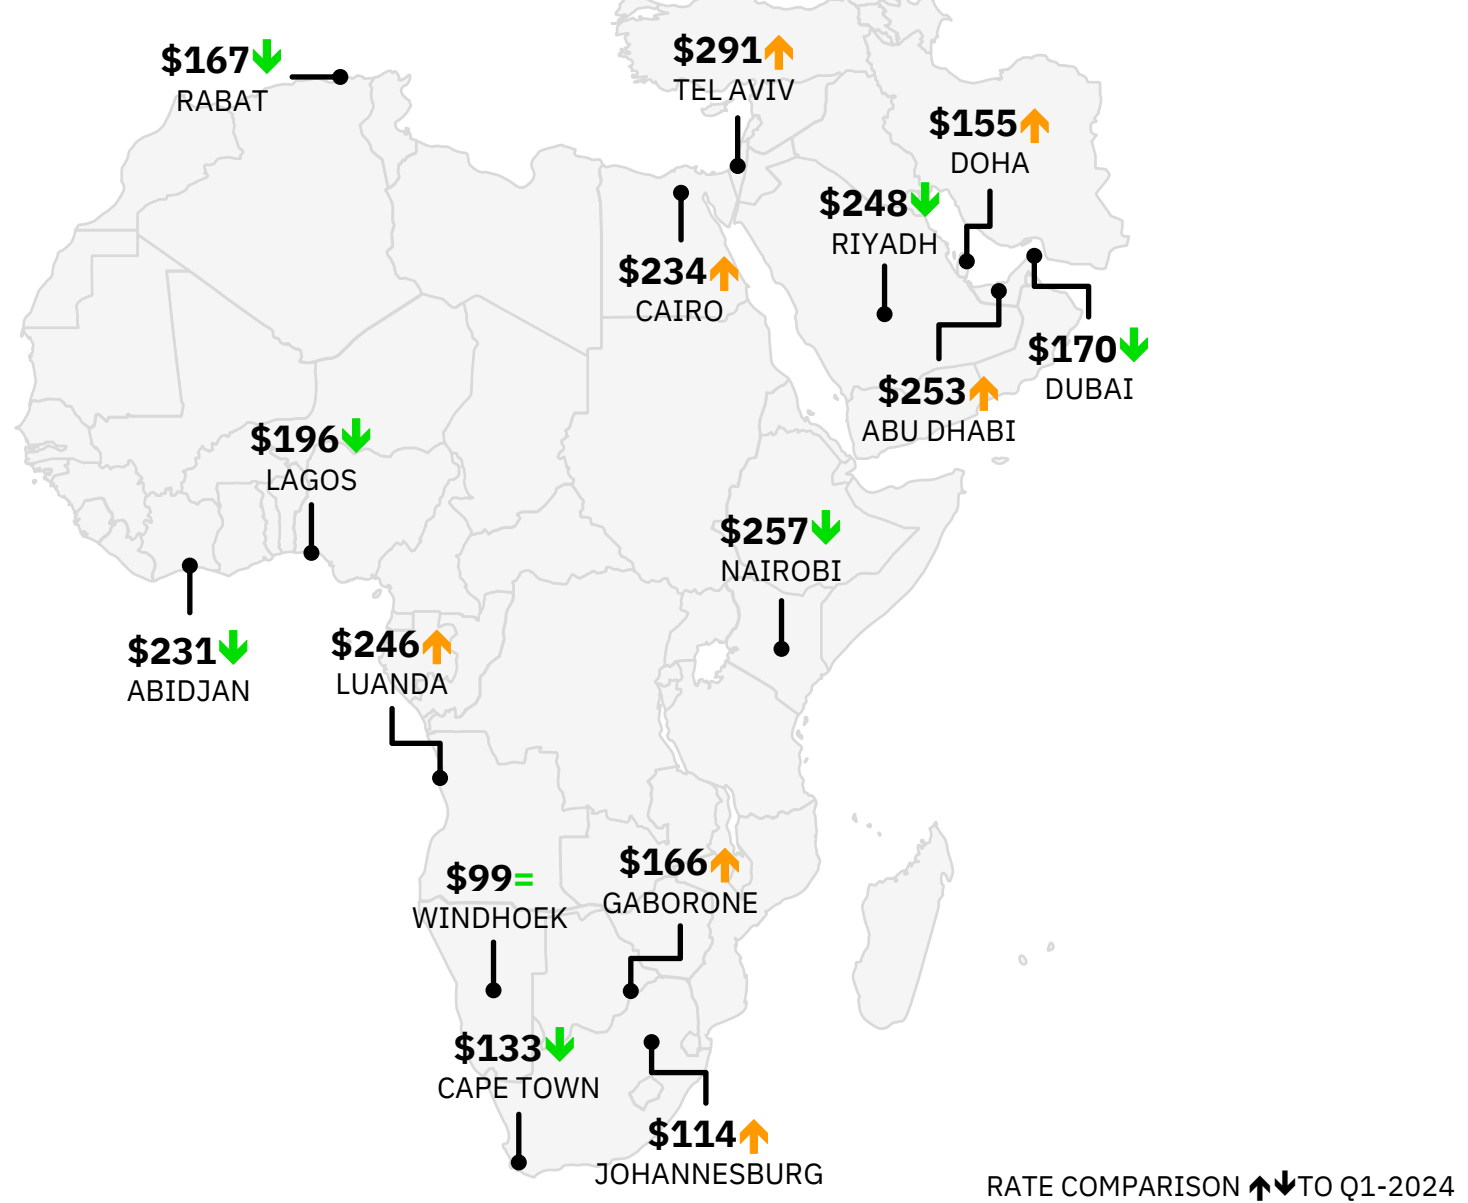 $167↓
RABAT
$291↑
TEL AVIV
$155↑
DOHA
$248↓
RIYADH
$234↑
CAIRO
$170↓
DUBAI
$253↑
ABU DHABI
$196↓
LAGOS
$257↓
NAIROBI
$231↓
ABIDJAN
$246↑
LUANDA
$99=
WINDHOEK
$166↑
GABORONE
$133↓
CAPE TOWN
$114↑
JOHANNESBURG
RATE COMPARISON ↑↓TO Q1-2024